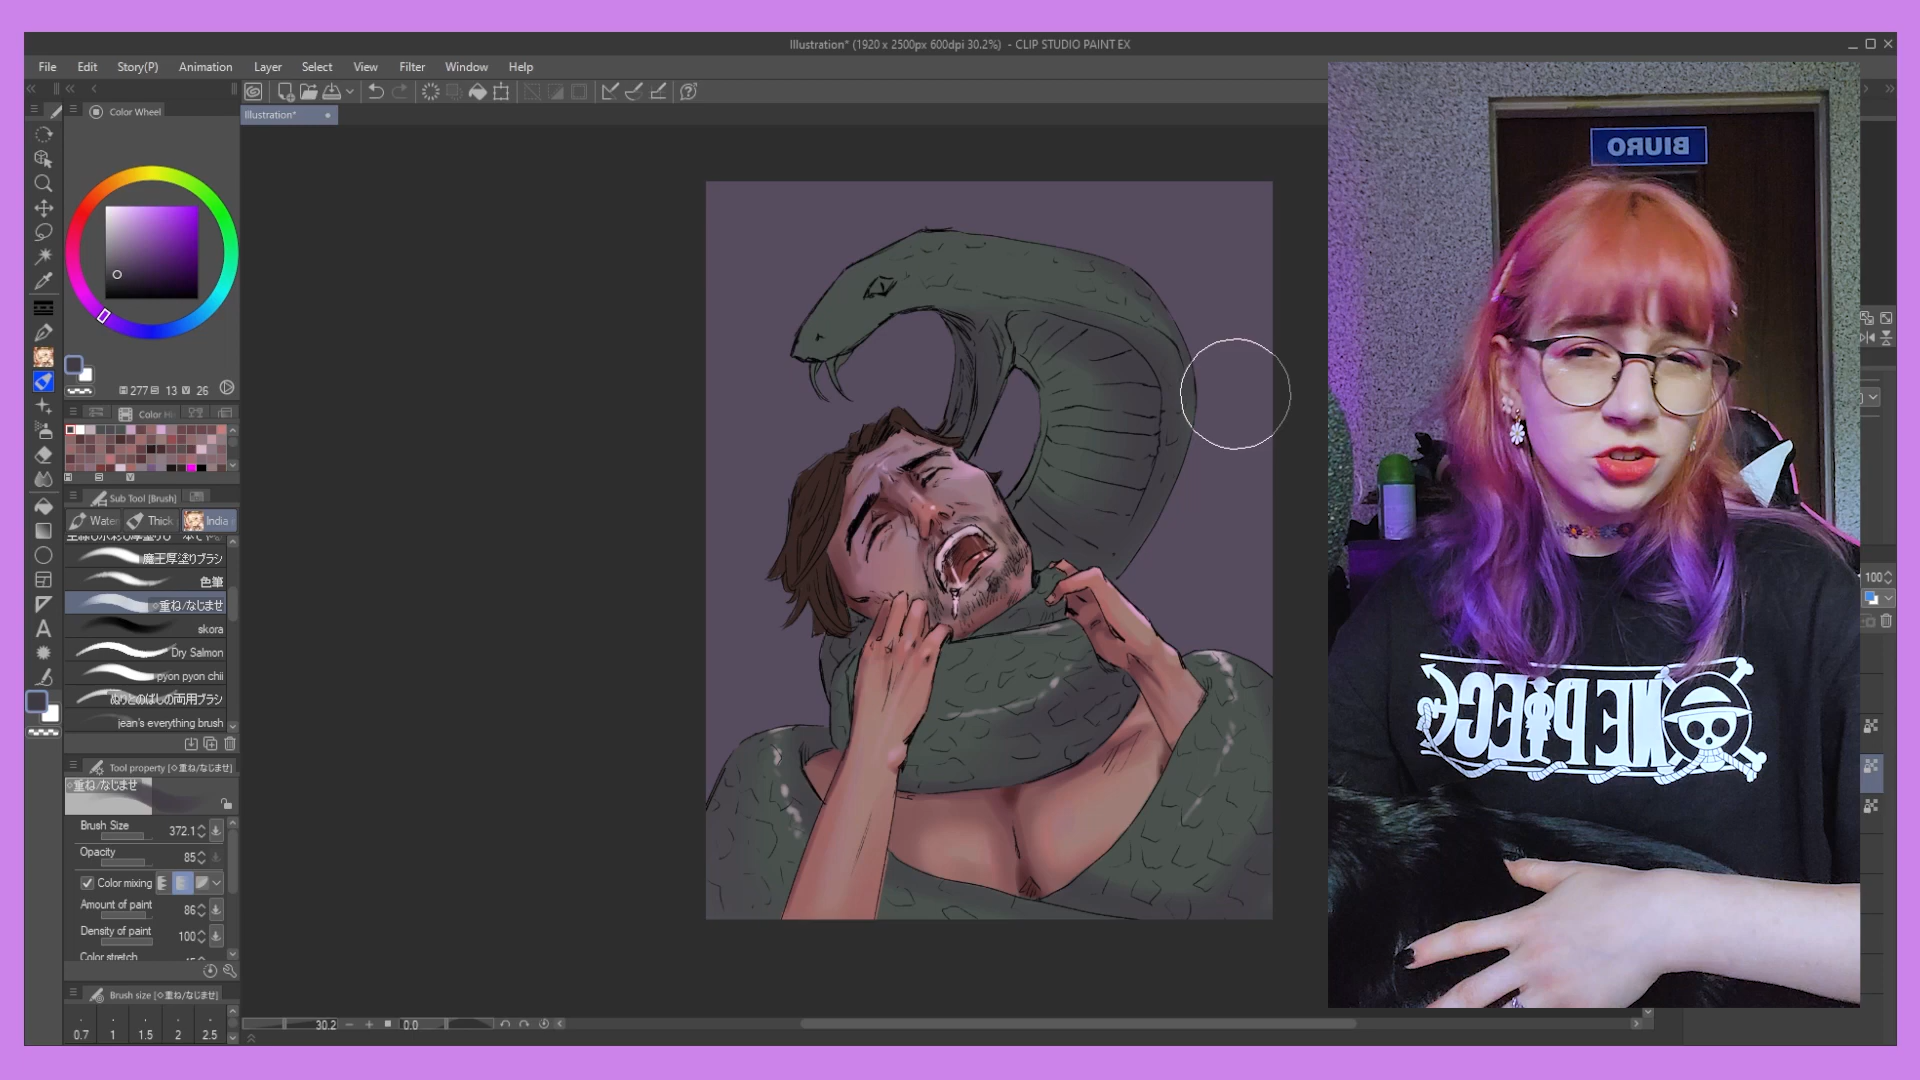 Illustration* (1920 x 2500px 600dpi 30.2%) - CLIP STUDIO PAINT EX
File Edit Story(P) Animation Layer Select View Filter Window Help
Color Wheel
Illustration*
BIURO
277 13 26
Color
Sub Tool [Brush]
Water Thick India
魔王厚塗りブラシ
色筆
◇重ね/なじませ
skora
Dry Salmon
pyon pyon chii
ぬりとのばしの両用ブラシ
jean's everything brush
Tool property [◇重ね/なじませ]
◇重ね/なじませ
Brush Size 372.1
Opacity 85
Color mixing
Amount of paint 86
Density of paint 100
Color stretch
Brush size [◇重ね/なじませ]
0.7 1 1.5 2 2.5
30.2 0.0
100
ONE PIECE